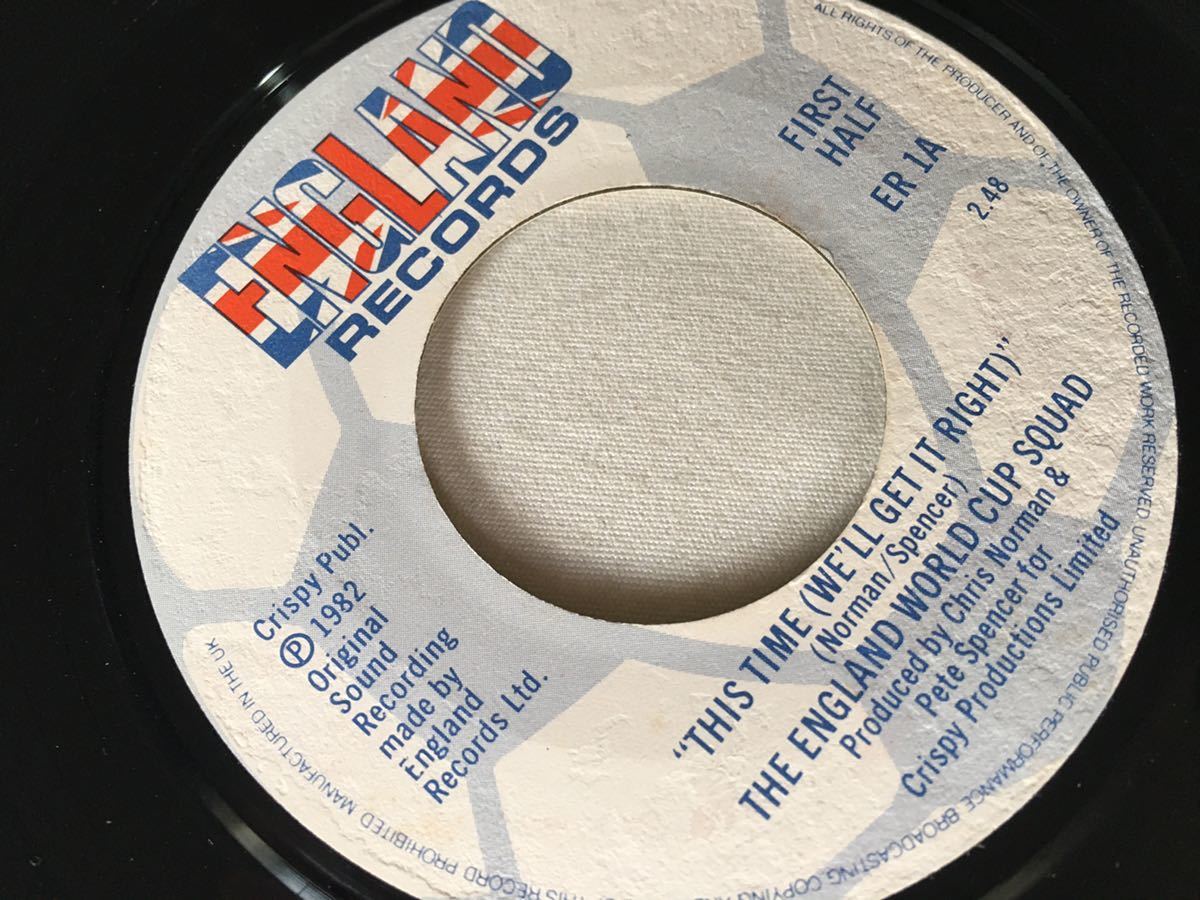 ENGLAND
RECORDS
FIRST
HALF
ER 1A
2.48
Crispy Publ.
Ⓟ 1982
Original
Sound
Recording
made by
England
Records Ltd.
"THIS TIME (WE'LL GET IT RIGHT)"
(Norman/Spencer)
THE ENGLAND WORLD CUP SQUAD
Produced by Chris Norman &
Pete Spencer for
Crispy Productions Limited
ALL RIGHTS OF THE PRODUCER AND OF THE OWNER OF THE RECORDED WORK RESERVED UNAUTHORISED PUBLIC PERFORMANCE BROADCASTING COPYING THIS RECORD PROHIBITED MANUFACTURED IN THE UK